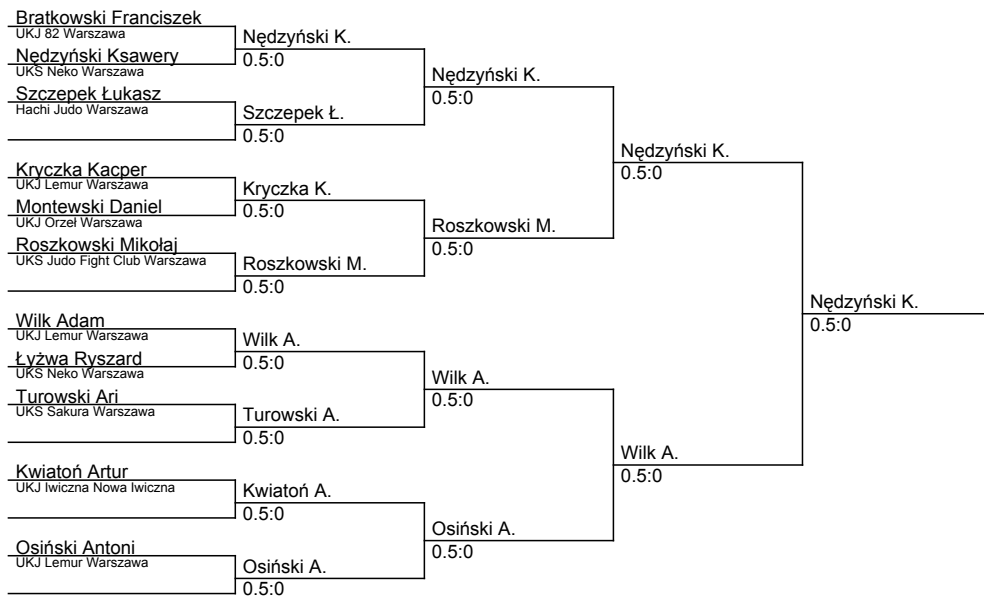 Bratkowski Franciszek
UKJ 82 Warszawa
Nędzyński Ksawery
UKS Neko Warszawa
Szczepek Łukasz
Hachi Judo Warszawa
Kryczka Kacper
UKJ Lemur Warszawa
Montewski Daniel
UKJ Orzeł Warszawa
Roszkowski Mikołaj
UKS Judo Fight Club Warszawa
Wilk Adam
UKJ Lemur Warszawa
Łyżwa Ryszard
UKS Neko Warszawa
Turowski Ari
UKS Sakura Warszawa
Kwiatoń Artur
UKJ Iwiczna Nowa Iwiczna
Osiński Antoni
UKJ Lemur Warszawa
Nędzyński K.
0.5:0
Szczepek Ł.
0.5:0
Kryczka K.
0.5:0
Roszkowski M.
0.5:0
Wilk A.
0.5:0
Turowski A.
0.5:0
Kwiatoń A.
0.5:0
Osiński A.
0.5:0
Nędzyński K.
0.5:0
Roszkowski M.
0.5:0
Wilk A.
0.5:0
Osiński A.
0.5:0
Nędzyński K.
0.5:0
Wilk A.
0.5:0
Nędzyński K.
0.5:0